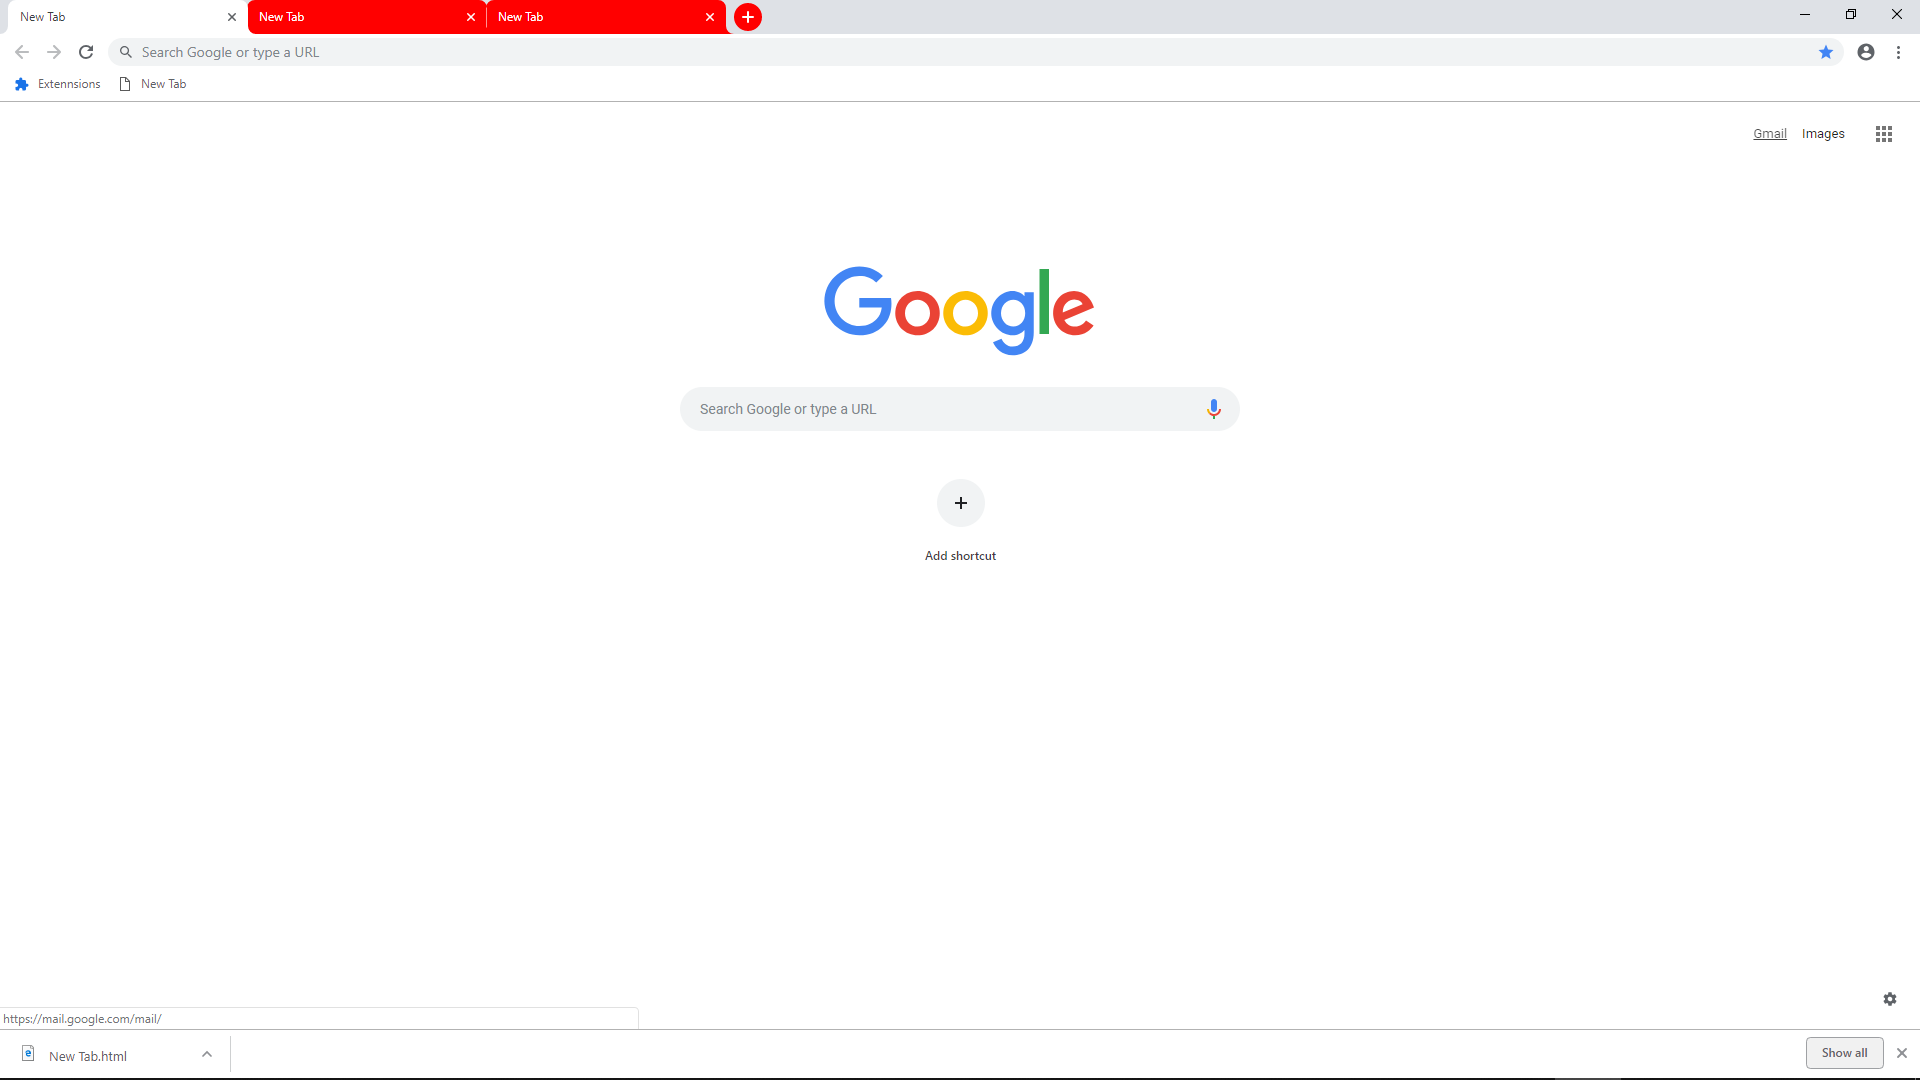 New Tab
New Tab
New Tab
Search Google or type a URL
Extennsions
New Tab
Gmail
Images
Google
Search Google or type a URL
Add shortcut
https://mail.google.com/mail/
New Tab.html
Show all